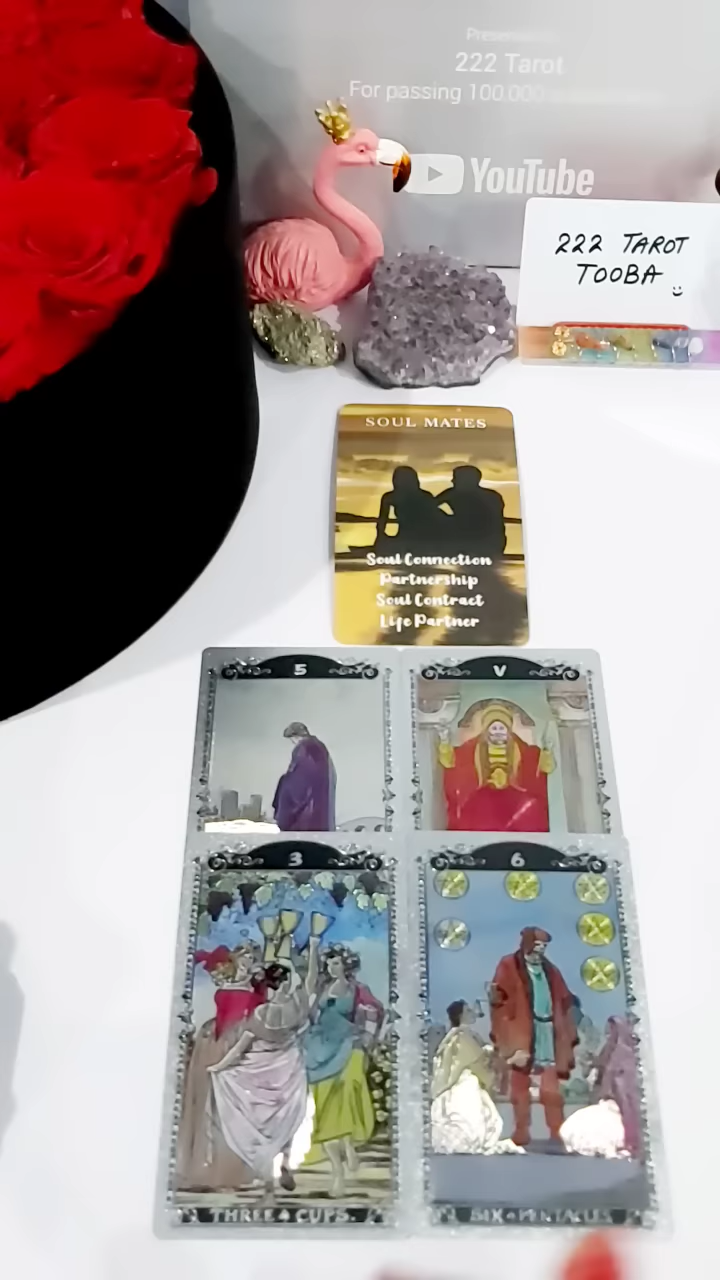 222 Tarot
For passing 100,000
YouTube
222 TAROT
TOOBA
SOUL MATES
Soul Connection
Partnership
Soul Contract
Life Partner
5
V
3
6
THREE CUPS.
SIX PENTACLES